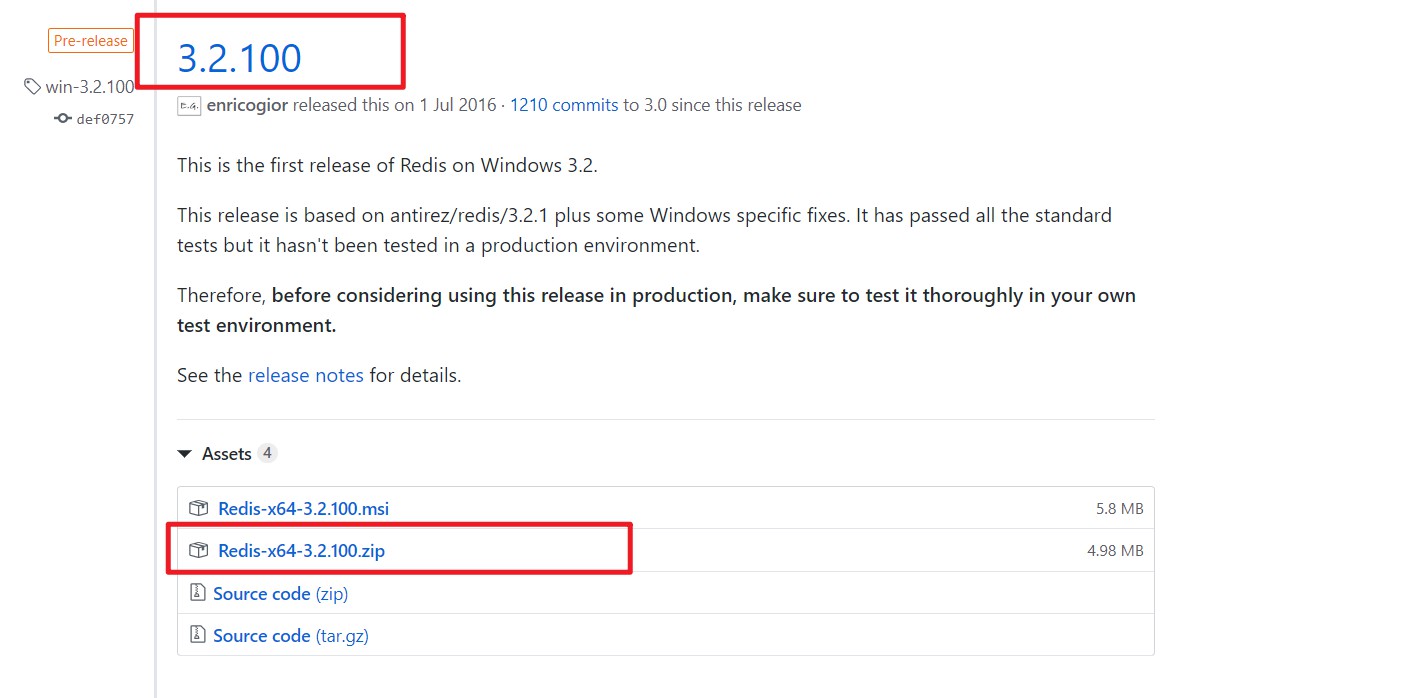 Pre-release
3.2.100
win-3.2.100
enricogior released this on 1 Jul 2016 · 1210 commits to 3.0 since this release
def0757
This is the first release of Redis on Windows 3.2.
This release is based on antirez/redis/3.2.1 plus some Windows specific fixes. It has passed all the standard
tests but it hasn't been tested in a production environment.
Therefore, before considering using this release in production, make sure to test it thoroughly in your own
test environment.
See the release notes for details.
Assets 4
Redis-x64-3.2.100.msi 5.8 MB
Redis-x64-3.2.100.zip 4.98 MB
Source code (zip)
Source code (tar.gz)